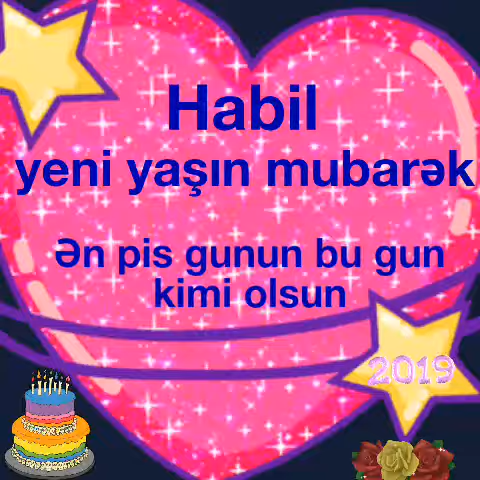 Habil
yeni yaşın mubarək
Ən pis gunun bu gun
kimi olsun
2019